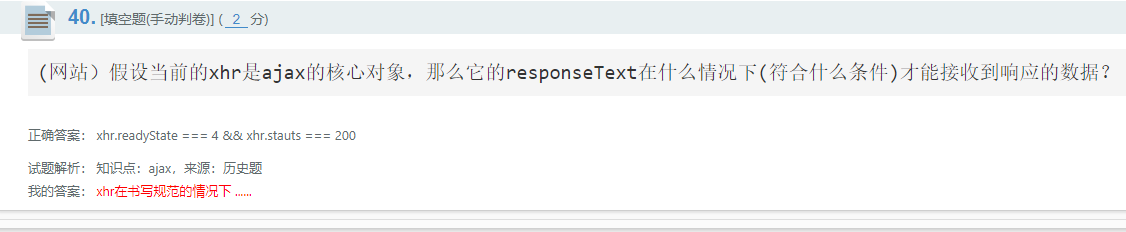 40. [填空题(手动判卷)] ( 2 分)
(网站）假设当前的xhr是ajax的核心对象，那么它的responseText在什么情况下(符合什么条件)才能接收到响应的数据?
正确答案： xhr.readyState === 4 && xhr.stauts === 200
试题解析： 知识点：ajax，来源：历史题
我的答案： xhr在书写规范的情况下 ......